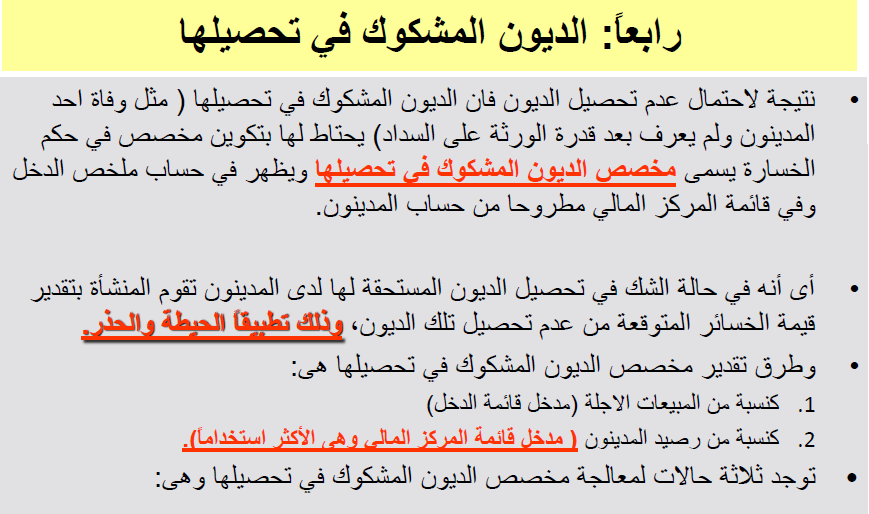 رابعاً: الديون المشكوك في تحصيلها
• نتيجة لاحتمال عدم تحصيل الديون فان الديون المشكوك في تحصيلها ( مثل وفاة احد
المدينون ولم يعرف بعد قدرة الورثة على السداد) يحتاط لها بتكوين مخصص في حكم
الخسارة يسمى مخصص الديون المشكوك في تحصيلها ويظهر في حساب ملخص الدخل
وفي قائمة المركز المالي مطروحا من حساب المدينون.
• أى أنه في حالة الشك في تحصيل الديون المستحقة لها لدى المدينون تقوم المنشأة بتقدير
قيمة الخسائر المتوقعة من عدم تحصيل تلك الديون، وذلك تطبيقاً الحيطة والحذر.
• وطرق تقدير مخصص الديون المشكوك في تحصيلها هى:
1. كنسبة من المبيعات الاجلة (مدخل قائمة الدخل)
2. كنسبة من رصيد المدينون ( مدخل قائمة المركز المالي وهي الأكثر استخداماً).
• توجد ثلاثة حالات لمعالجة مخصص الديون المشكوك في تحصيلها وهى: